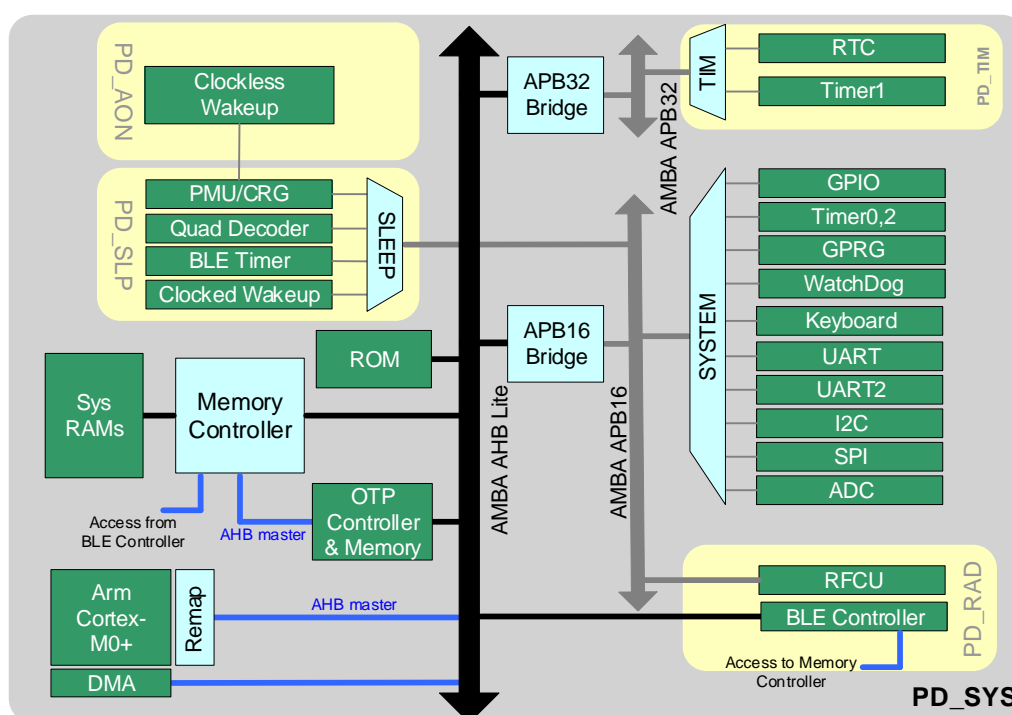 PD_AON
Clockless
Wakeup
APB32
Bridge
AMBA APB32
TIM
RTC
Timer1
PD_TIM
PD_SLP
PMU/CRG
Quad Decoder
BLE Timer
Clocked Wakeup
SLEEP
SYSTEM
GPIO
Timer0,2
GPRG
WatchDog
Keyboard
UART
UART2
I2C
SPI
ADC
ROM
APB16
Bridge
AMBA AHB Lite
AMBA APB16
Sys
RAMs
Memory
Controller
Access from
BLE Controller
AHB master
OTP
Controller
& Memory
Arm
Cortex-
M0+
Remap
AHB master
DMA
RFCU
BLE Controller
PD_RAD
Access to Memory
Controller
PD_SYS